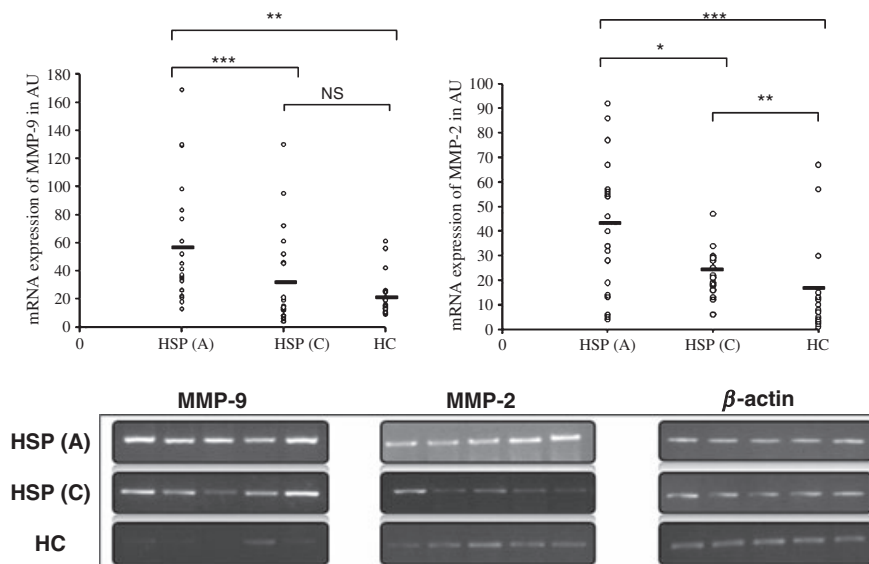 **
***
NS
mRNA expression of MMP-9 in AU
180
160
140
120
100
80
60
40
20
0
0 HSP (A) HSP (C) HC
***
*
**
mRNA expression of MMP-2 in AU
100
90
80
70
60
50
40
30
20
10
0
0 HSP (A) HSP (C) HC
MMP-9 MMP-2 β-actin
HSP (A)
HSP (C)
HC